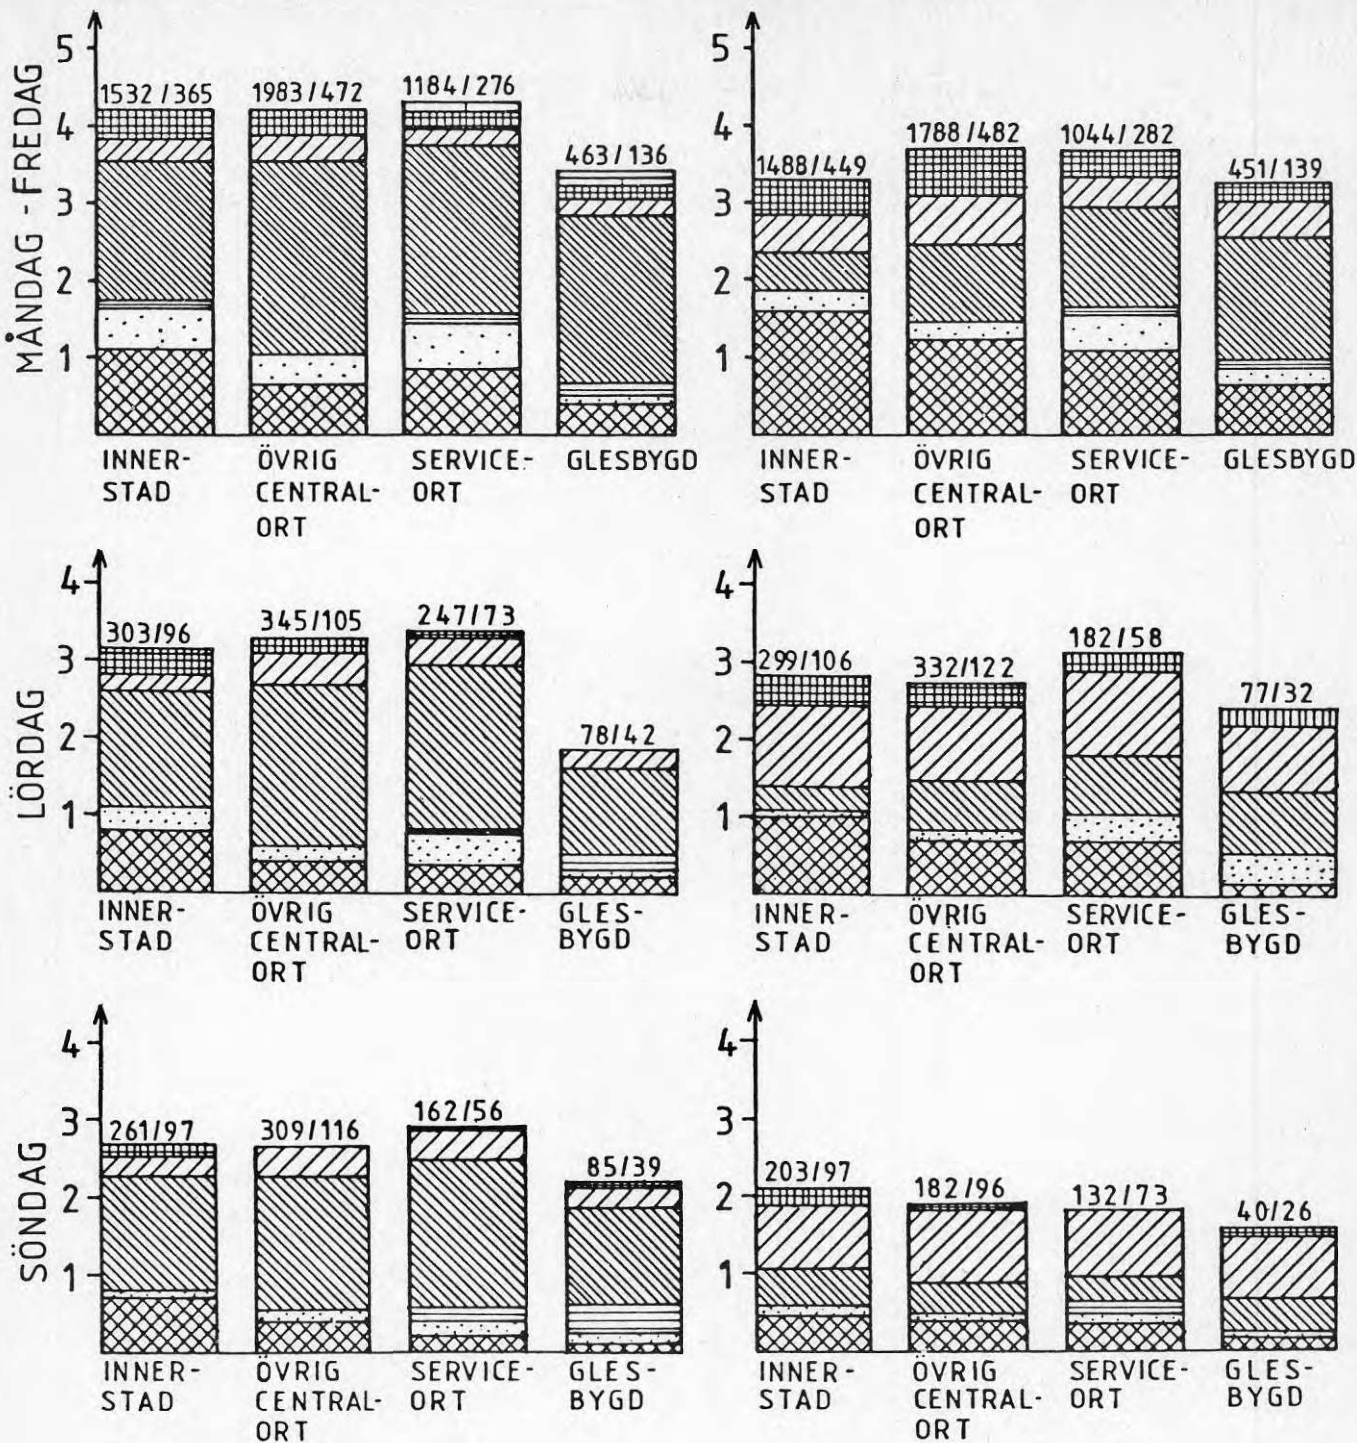 MÅNDAG - FREDAG
5
4
3
2
1
1532/365
1983/472
1184/276
463/136
INNER-
STAD
ÖVRIG
CENTRAL-
ORT
SERVICE-
ORT
GLESBYGD
5
4
3
2
1
1488/449
1788/482
1044/282
451/139
INNER-
STAD
ÖVRIG
CENTRAL-
ORT
SERVICE-
ORT
GLESBYGD
LÖRDAG
4
3
2
1
303/96
345/105
247/73
78/42
INNER-
STAD
ÖVRIG
CENTRAL-
ORT
SERVICE-
ORT
GLES-
BYGD
4
3
2
1
299/106
332/122
182/58
77/32
INNER-
STAD
ÖVRIG
CENTRAL-
ORT
SERVICE-
ORT
GLES-
BYGD
SÖNDAG
4
3
2
1
261/97
309/116
162/56
85/39
INNER-
STAD
ÖVRIG
CENTRAL-
ORT
SERVICE-
ORT
GLES-
BYGD
4
3
2
1
203/97
182/96
132/73
40/26
INNER-
STAD
ÖVRIG
CENTRAL-
ORT
SERVICE-
ORT
GLES-
BYGD